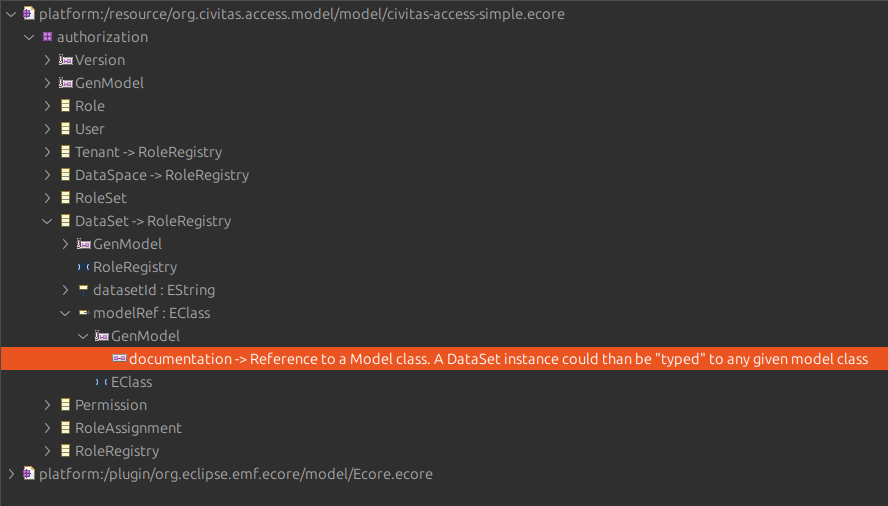 platform:/resource/org.civitas.access.model/model/civitas-access-simple.ecore
authorization
Version
GenModel
Role
User
Tenant -> RoleRegistry
DataSpace -> RoleRegistry
RoleSet
DataSet -> RoleRegistry
GenModel
RoleRegistry
datasetId : EString
modelRef : EClass
GenModel
documentation -> Reference to a Model class. A DataSet instance could than be "typed" to any given model class
EClass
Permission
RoleAssignment
RoleRegistry
platform:/plugin/org.eclipse.emf.ecore/model/Ecore.ecore